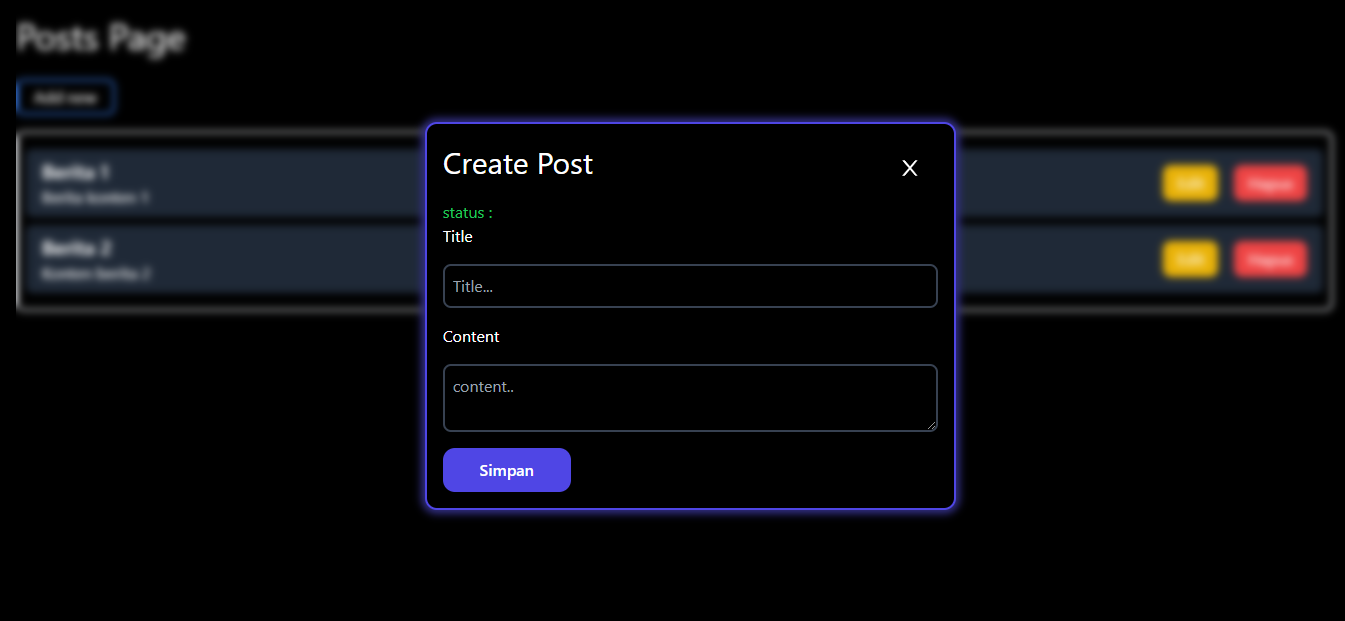 Posts Page
Add new
Berita 1
Berita konten 1
Hapus
Berita 2
Konten berita 2
Edit
Hapus
Create Post
X
status :
Title
Title...
Content
content..
Simpan